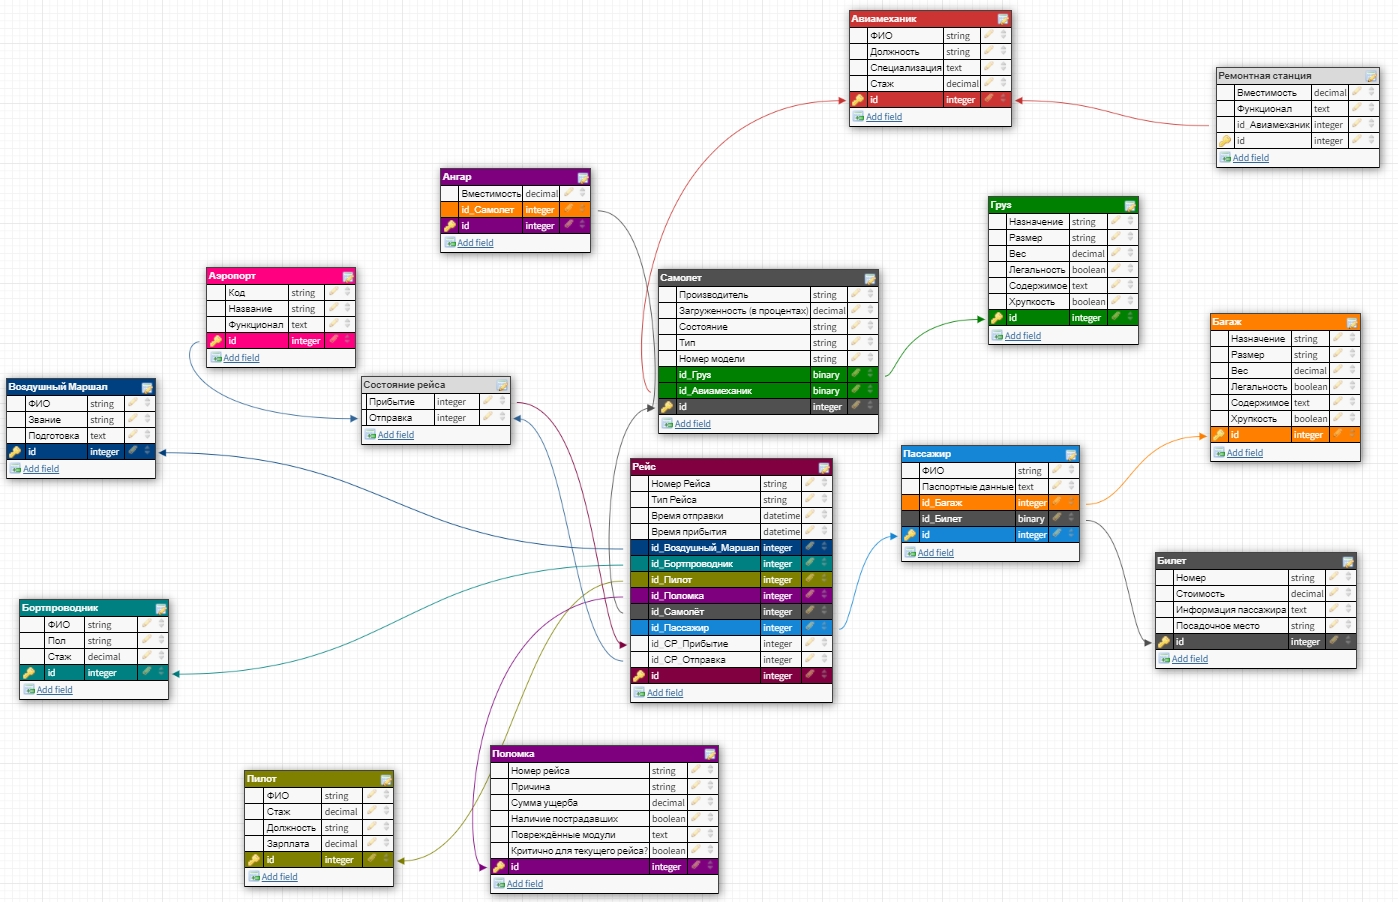 Авиамеханик
ФИО string
Должность string
Специализация text
Стаж decimal
id integer
Add field
Ремонтная станция
Вместимость decimal
Функционал text
id_Авиамеханик integer
id integer
Add field
Ангар
Вместимость decimal
id_Самолет integer
id integer
Add field
Груз
Назначение string
Размер string
Вес decimal
Легальность boolean
Содержимое text
Хрупкость boolean
id integer
Add field
Аэропорт
Код string
Название string
Функционал text
id integer
Add field
Самолет
Производитель string
Загруженность (в процентах) decimal
Состояние string
Тип string
Номер модели string
id_Груз binary
id_Авиамеханик binary
id integer
Add field
Багаж
Назначение string
Размер string
Вес decimal
Легальность boolean
Содержимое text
Хрупкость boolean
id integer
Add field
Воздушный Маршал
ФИО string
Звание string
Подготовка text
id integer
Add field
Состояние рейса
Прибытие integer
Отправка integer
Add field
Рейс
Номер Рейса string
Тип Рейса string
Время отправки datetime
Время прибытия datetime
id_Воздушный_Маршал integer
id_Бортпроводник integer
id_Пилот integer
id_Поломка integer
id_Самолёт integer
id_Пассажир integer
id_СР_Прибытие integer
id_СР_Отправка integer
id integer
Add field
Пассажир
ФИО string
Паспортные данные text
id_Багаж integer
id_Билет binary
id integer
Add field
Билет
Номер string
Стоимость decimal
Информация пассажира text
Посадочное место string
id integer
Add field
Бортпроводник
ФИО string
Пол string
Стаж decimal
id integer
Add field
Пилот
ФИО string
Стаж decimal
Должность string
Зарплата decimal
id integer
Add field
Поломка
Номер рейса string
Причина string
Сумма ущерба decimal
Наличие пострадавших boolean
Повреждённые модули text
Критично для текущего рейса? boolean
id integer
Add field